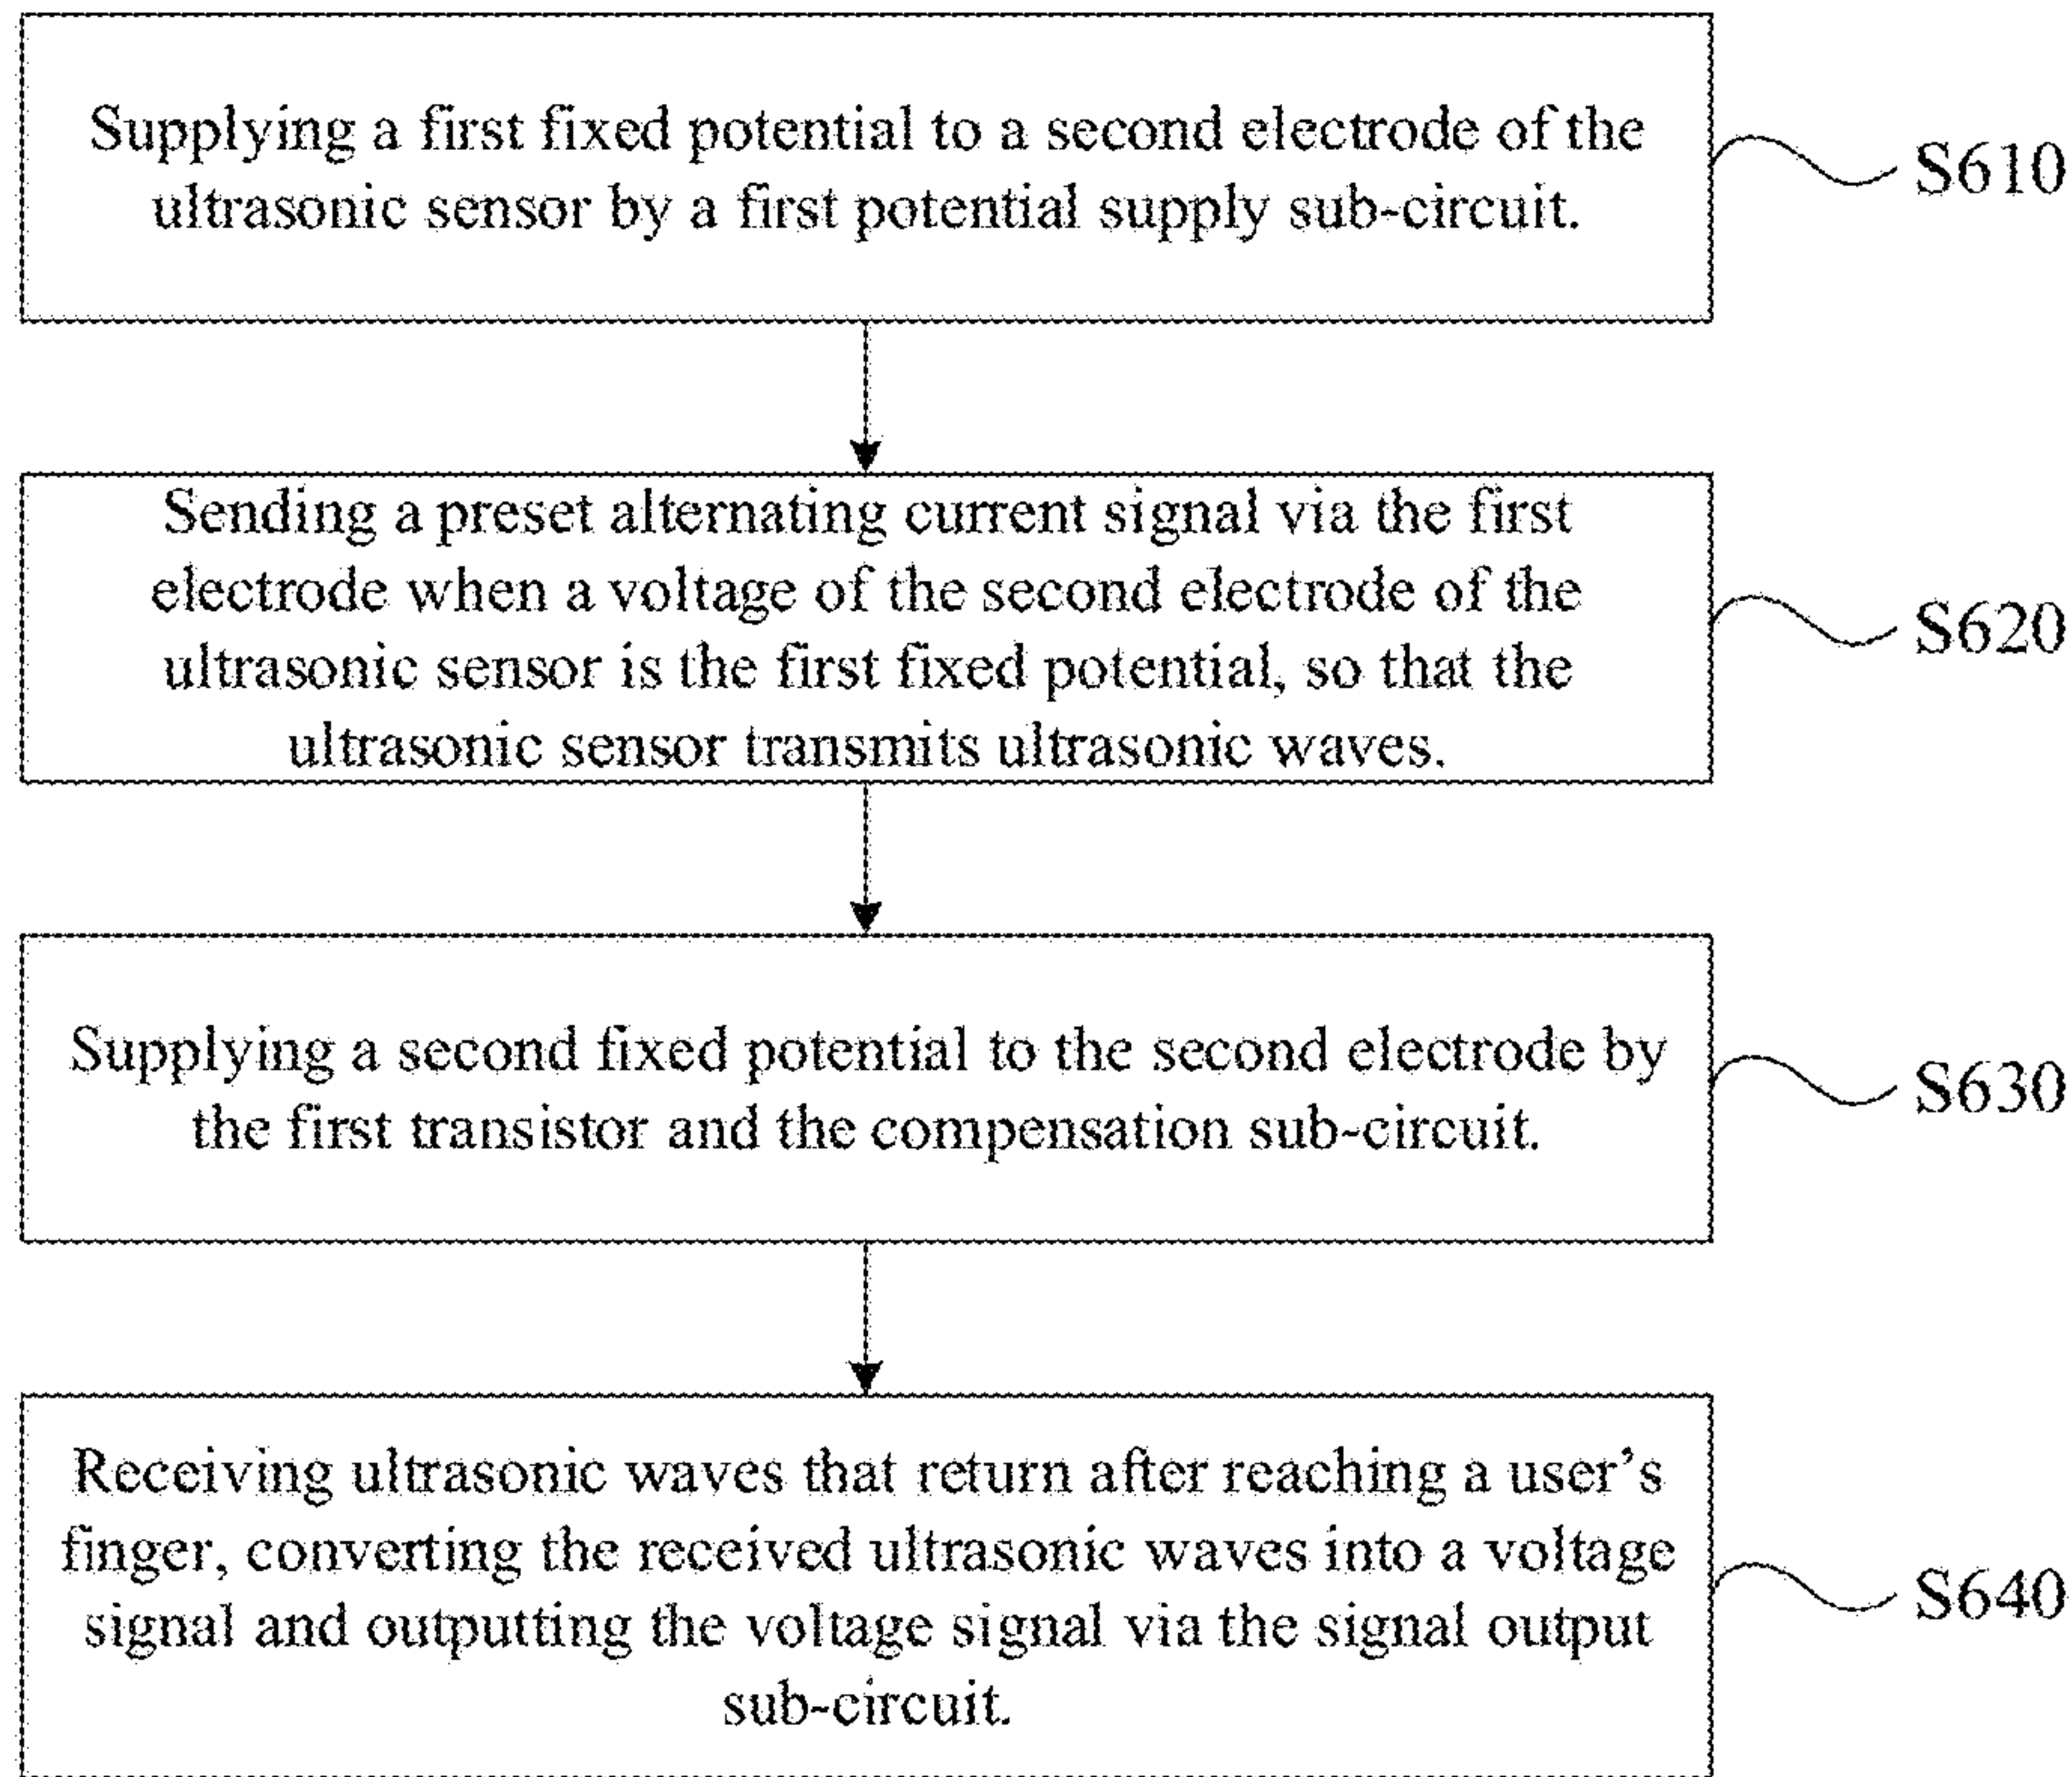 Supplying a first fixed potential to a second electrode of the
ultrasonic sensor by a first potential supply sub-circuit.
S610
Sending a preset alternating current signal via the first
electrode when a voltage of the second electrode of the
ultrasonic sensor is the first fixed potential, so that the
ultrasonic sensor transmits ultrasonic waves.
S620
Supplying a second fixed potential to the second electrode by
the first transistor and the compensation sub-circuit.
S630
Receiving ultrasonic waves that return after reaching a user’s
finger, converting the received ultrasonic waves into a voltage
signal and outputting the voltage signal via the signal output
sub-circuit.
S640